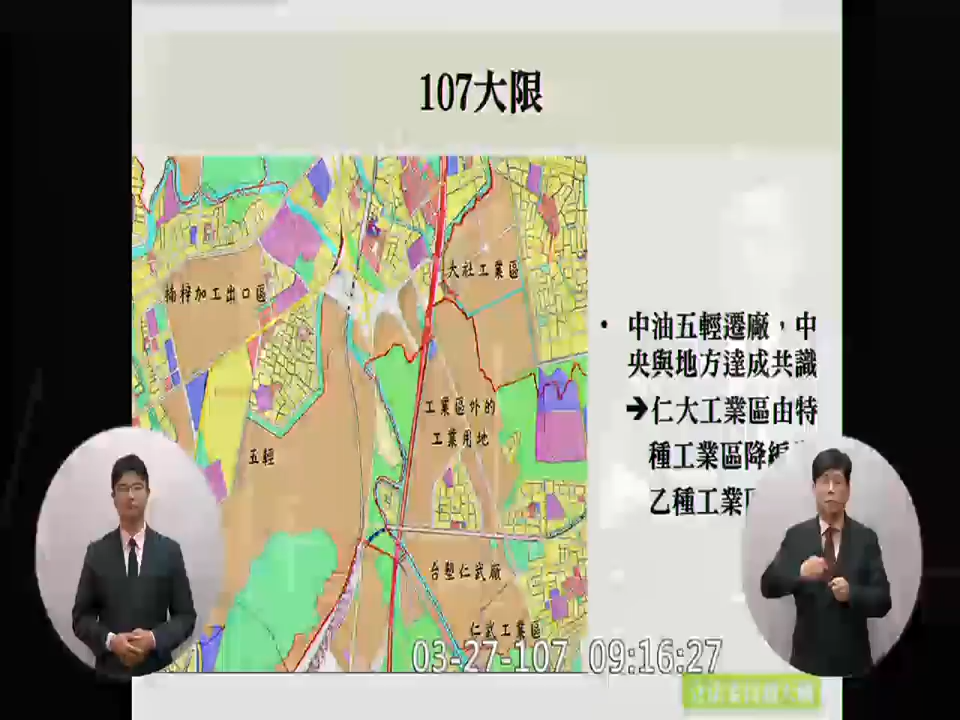 107大限
大社工業區
楠梓加工出口區
工業區外的
工業用地
五輕
台塑仁武廠
仁武工業區
• 中油五輕遷廠，中
央與地方達成共識
➔仁大工業區由特
種工業區降編
乙種工業
03-27-107 09:16:27